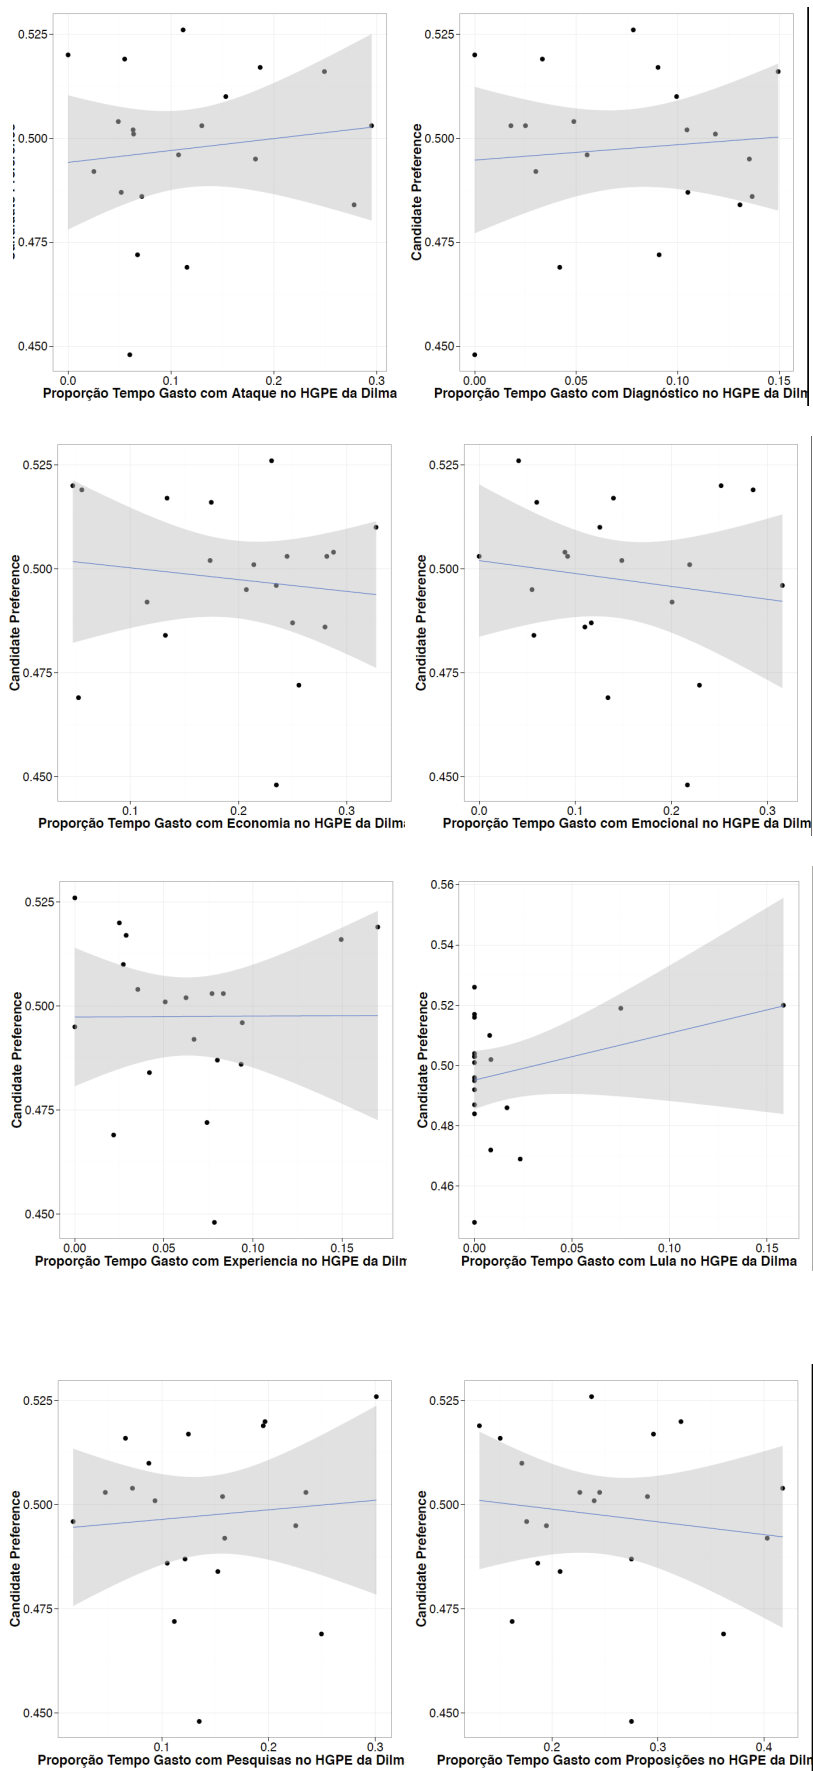 0.525
0.500
0.475
0.450
Candidate Preference
0.0 0.1 0.2 0.3
Proporção Tempo Gasto com Ataque no HGPE da Dilma
0.525
0.500
0.475
0.450
Candidate Preference
0.00 0.05 0.10 0.15
Proporção Tempo Gasto com Diagnóstico no HGPE da Diln
0.525
0.500
0.475
0.450
Candidate Preference
0.1 0.2 0.3
Proporção Tempo Gasto com Economia no HGPE da Dilma
0.525
0.500
0.475
0.450
Candidate Preference
0.0 0.1 0.2 0.3
Proporção Tempo Gasto com Emocional no HGPE da Dilm
0.525
0.500
0.475
0.450
Candidate Preference
0.00 0.05 0.10 0.15
Proporção Tempo Gasto com Experiencia no HGPE da Diln
0.56
0.54
0.52
0.50
0.48
0.46
Candidate Preference
0.00 0.05 0.10 0.15
Proporção Tempo Gasto com Lula no HGPE da Dilma
0.525
0.500
0.475
0.450
Candidate Preference
0.1 0.2 0.3
Proporção Tempo Gasto com Pesquisas no HGPE da Dilm
0.525
0.500
0.475
0.450
Candidate Preference
0.2 0.3 0.4
Proporção Tempo Gasto com Proposições no HGPE da Diln